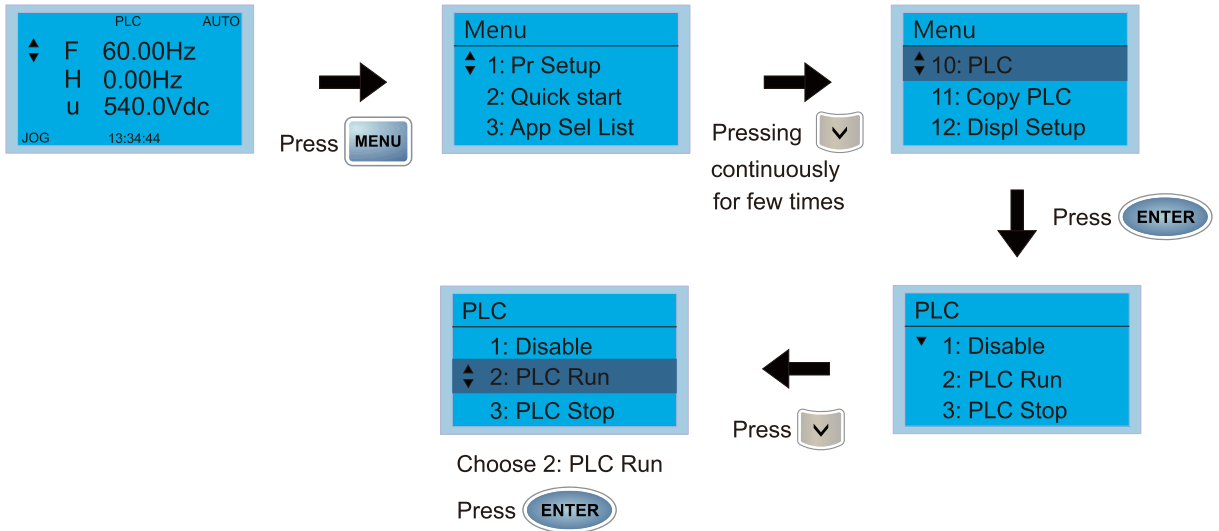 PLC AUTO
F 60.00Hz
H 0.00Hz
u 540.0Vdc
JOG 13:34:44
Press MENU
Menu
1: Pr Setup
2: Quick start
3: App Sel List
Pressing
continuously
for few times
Menu
10: PLC
11: Copy PLC
12: Displ Setup
Press ENTER
PLC
1: Disable
2: PLC Run
3: PLC Stop
Press
PLC
1: Disable
2: PLC Run
3: PLC Stop
Choose 2: PLC Run
Press ENTER